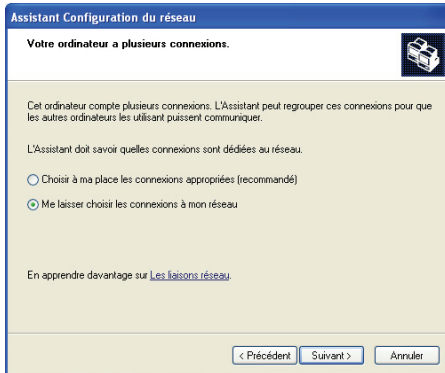 Assistant Configuration du réseau
Votre ordinateur a plusieurs connexions.
Cet ordinateur compte plusieurs connexions. L'Assistant peut regrouper ces connexions pour que
les autres ordinateurs les utilisant puissent communiquer.
L'Assistant doit savoir quelles connexions sont dédiées au réseau.
Choisir à ma place les connexions appropriées (recommandé)
Me laisser choisir les connexions à mon réseau
En apprendre davantage sur Les liaisons réseau.
< Précédent Suivant > Annuler